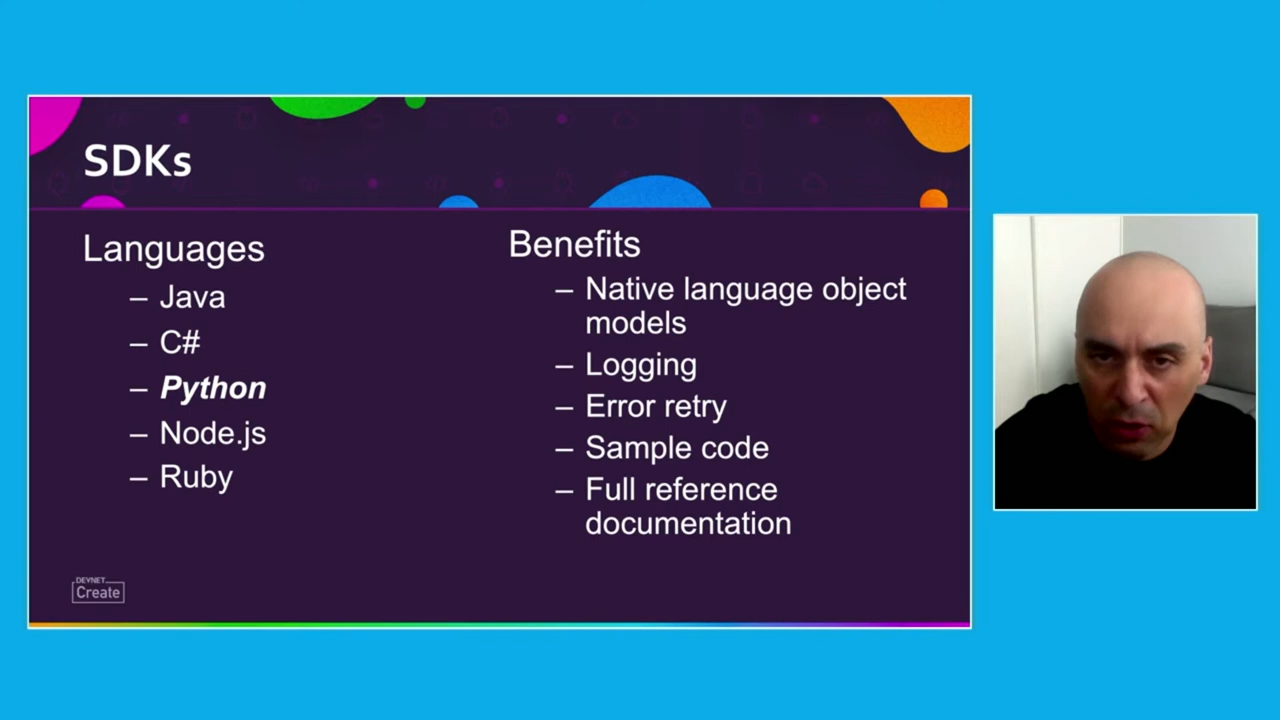 SDKs
Languages
– Java
– C#
– Python
– Node.js
– Ruby
Benefits
– Native language object
models
– Logging
– Error retry
– Sample code
– Full reference
documentation
DEVNET
Create